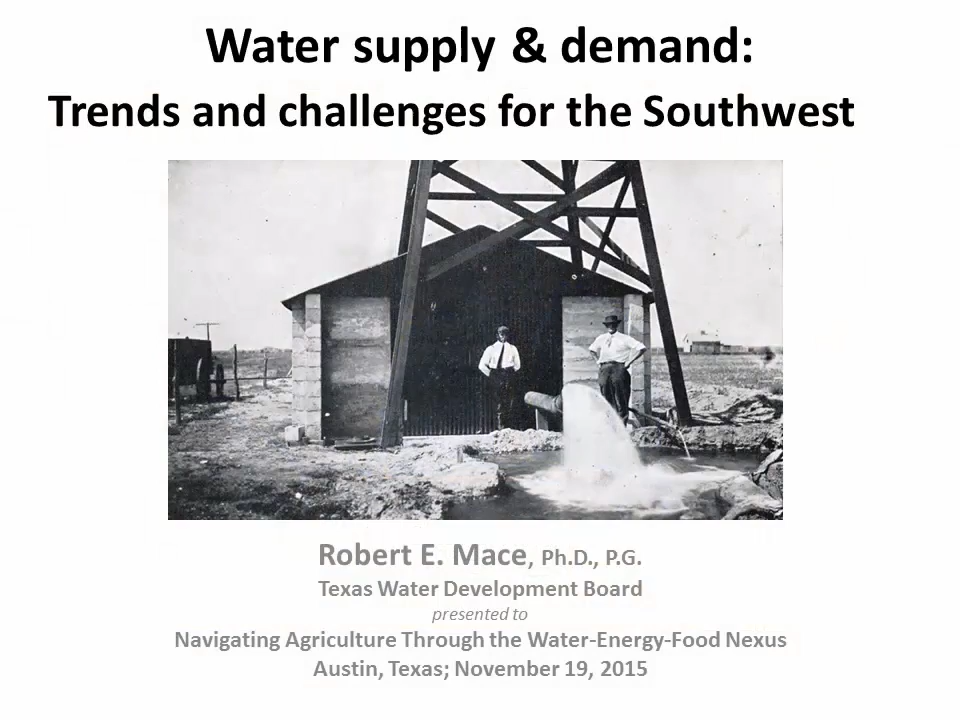 Water supply & demand:
Trends and challenges for the Southwest
Robert E. Mace, Ph.D., P.G.
Texas Water Development Board
presented to
Navigating Agriculture Through the Water-Energy-Food Nexus
Austin, Texas; November 19, 2015